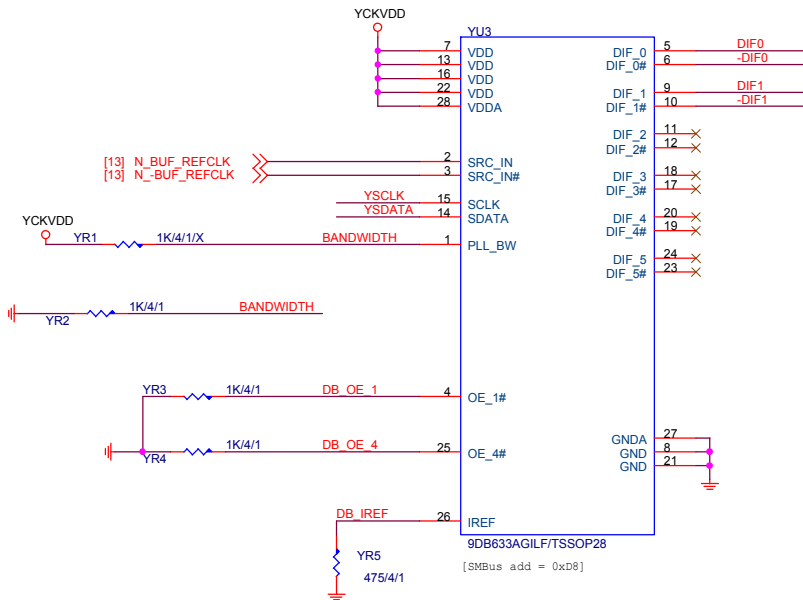 YCKVDD
YU3
7 VDD DIF_0 5 DIF0
13 VDD DIF_0# 6 -DIF0
16 VDD
22 VDD DIF_1 9 DIF1
28 VDDA DIF_1# 10 -DIF1
DIF_2 11
DIF_2# 12
[13] N_BUF_REFCLK 2 SRC_IN
[13] N_-BUF_REFCLK 3 SRC_IN#
DIF_3 18
DIF_3# 17
YSCLK 15 SCLK
YSDATA 14 SDATA
DIF_4 20
DIF_4# 19
YCKVDD
YR1 1K/4/1/X BANDWIDTH 1 PLL_BW
DIF_5 24
DIF_5# 23
YR2 1K/4/1 BANDWIDTH
YR3 1K/4/1 DB_OE_1 4 OE_1#
YR4 1K/4/1 DB_OE_4 25 OE_4#
GNDA 27
GND 8
GND 21
DB_IREF 26 IREF
YR5
475/4/1
9DB633AGILF/TSSOP28
[SMBus add = 0xD8]